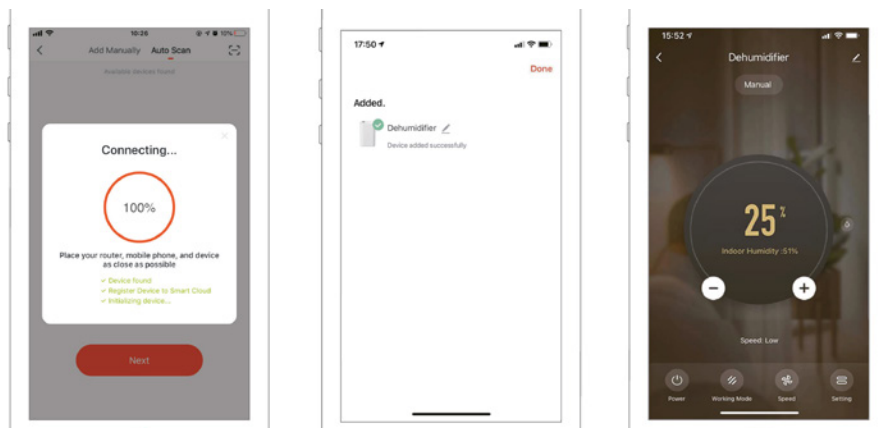 10:26
10%
Add Manually Auto Scan
Available devices found
Connecting...
100%
Place your router, mobile phone, and device
as close as possible
✓ Device found
✓ Register Device to Smart Cloud
✓ Initializing device...
Next
17:50
Done
Added.
Dehumidifier
Device added successfully
15:52
Dehumidifier
Manual
25%
Indoor Humidity :51%
Speed: Low
Power Working Mode Speed Setting